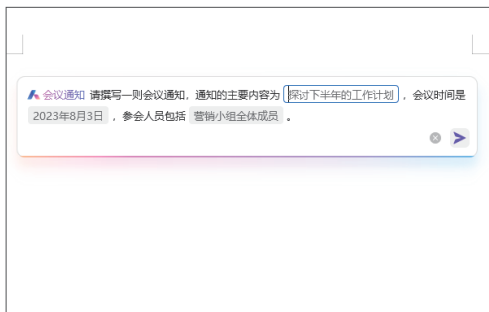 会议通知 请撰写一则会议通知，通知的主要内容为 探讨下半年的工作计划 ，会议时间是
2023年8月3日 ，参会人员包括 营销小组全体成员 。